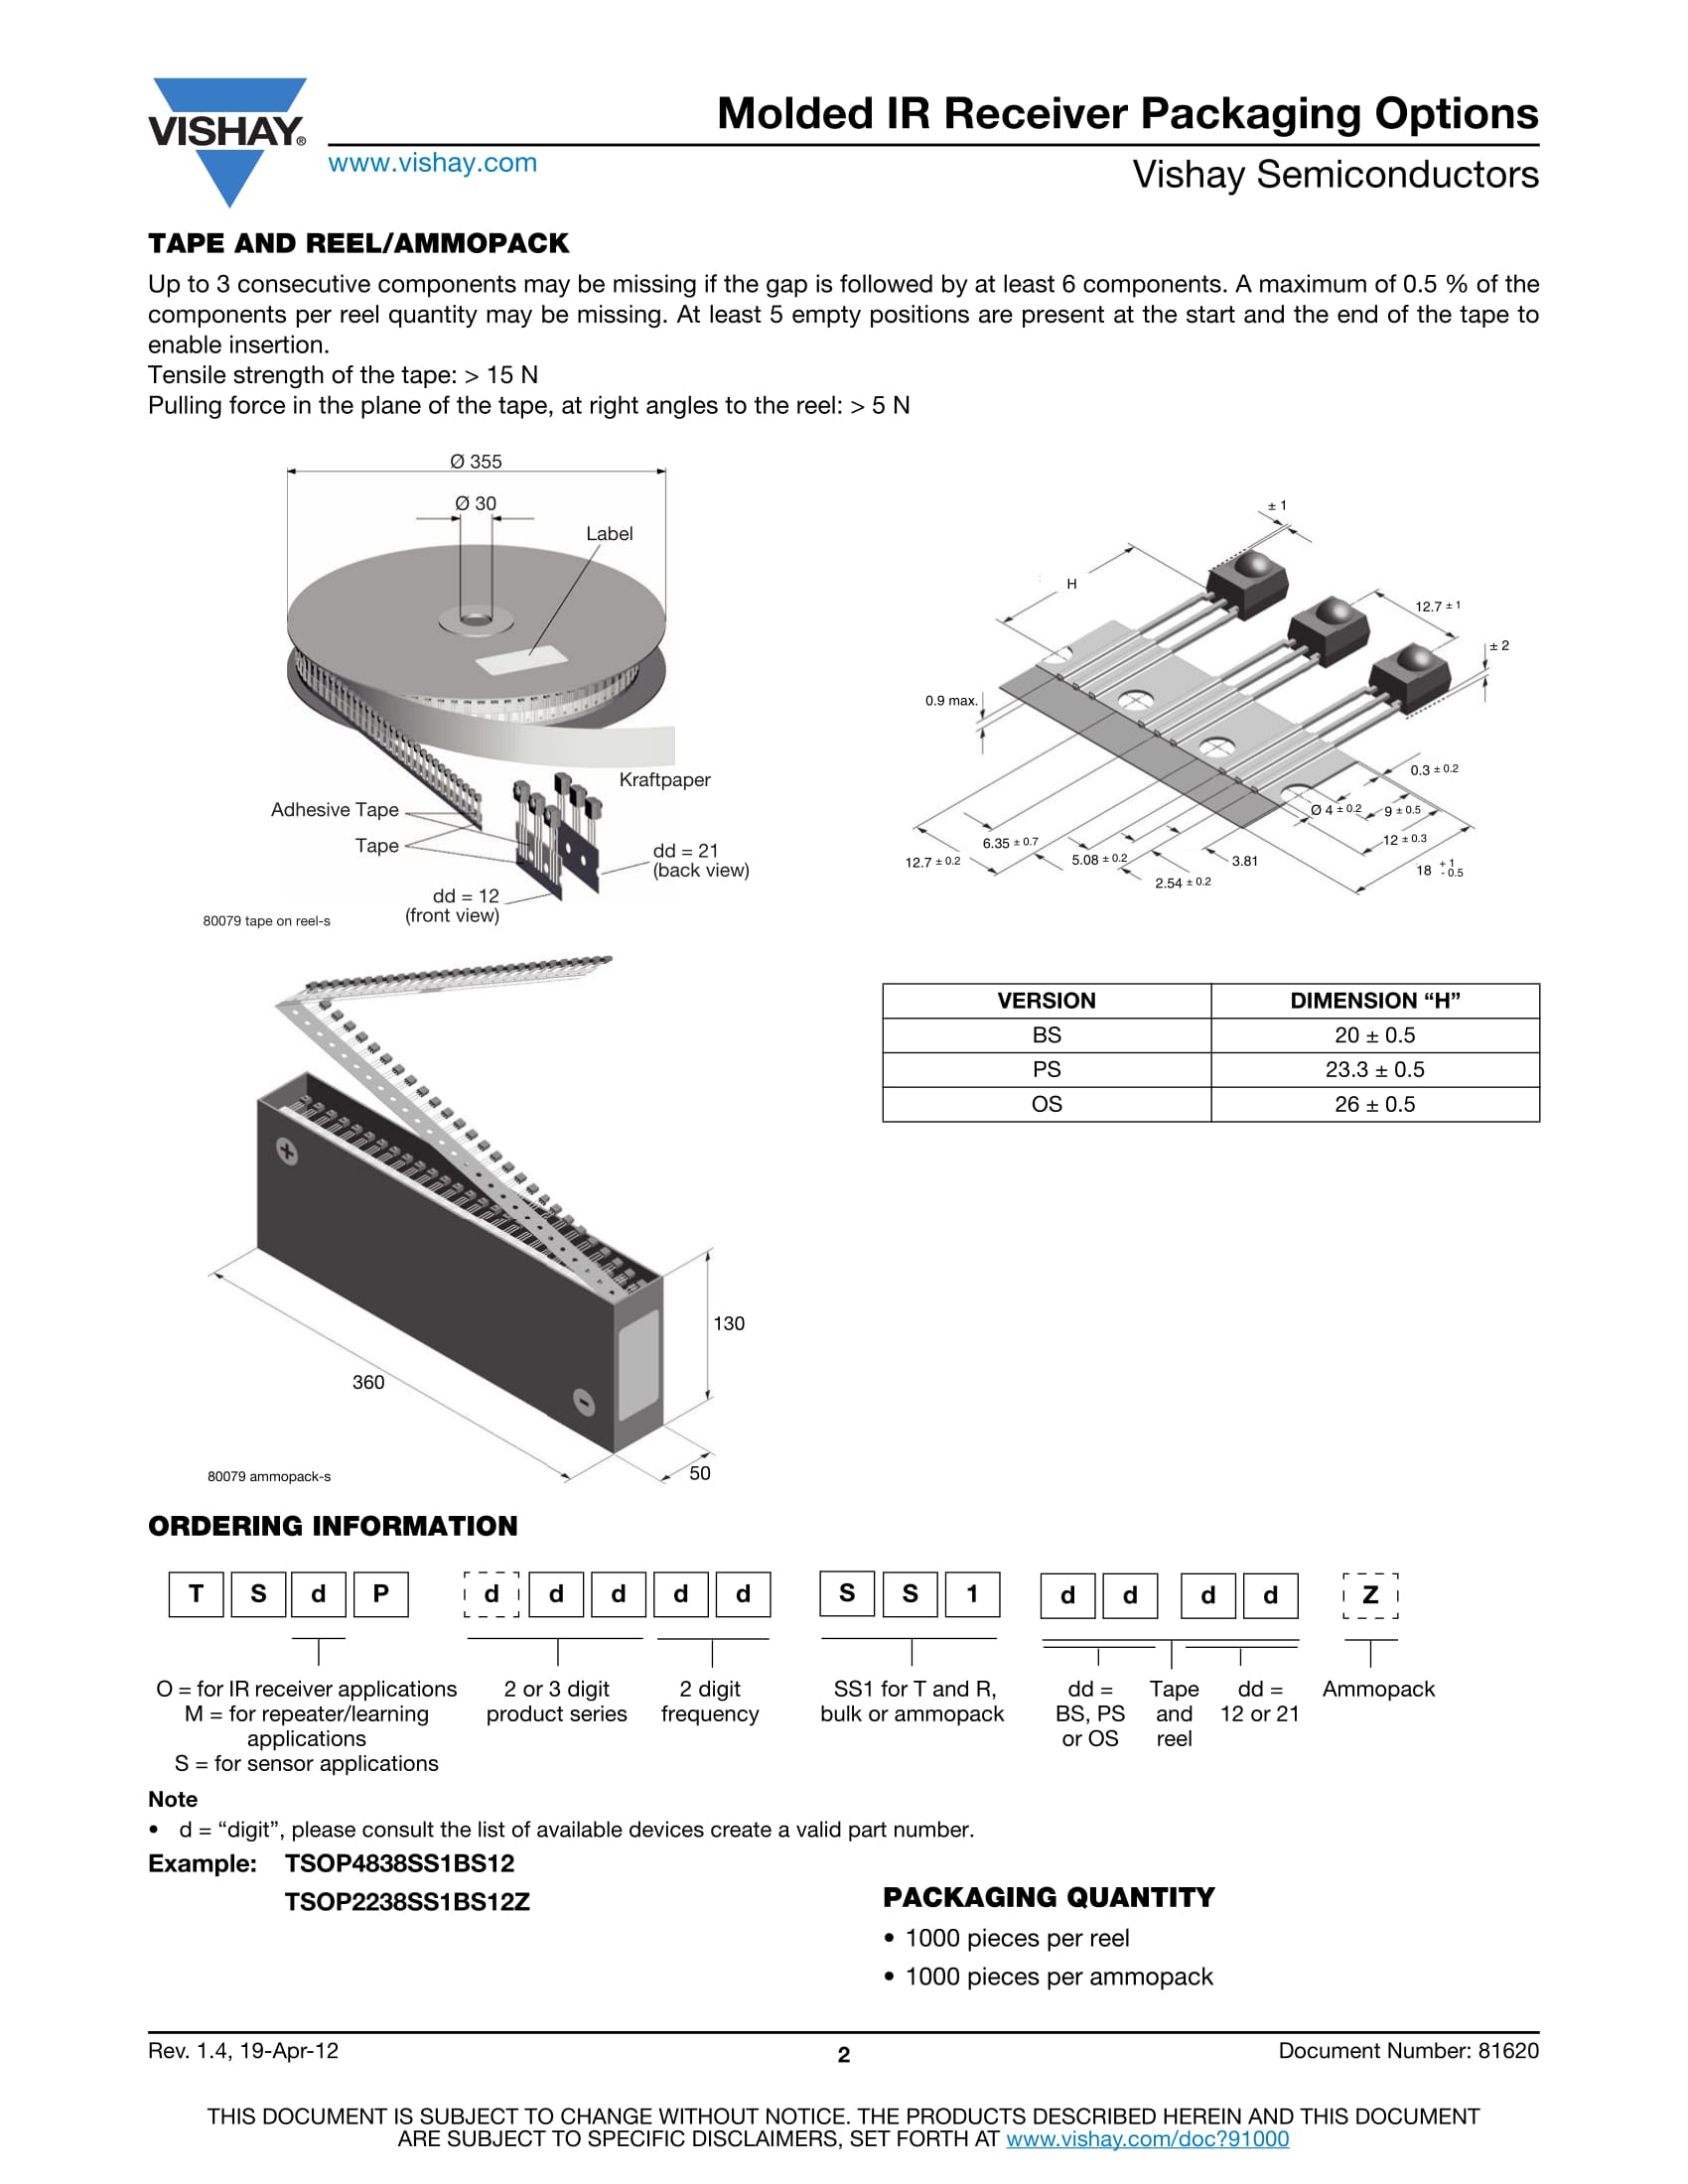 VISHAY®
Molded IR Receiver Packaging Options
www.vishay.com
Vishay Semiconductors
TAPE AND REEL/AMMOPACK
Up to 3 consecutive components may be missing if the gap is followed by at least 6 components. A maximum of 0.5 % of the
components per reel quantity may be missing. At least 5 empty positions are present at the start and the end of the tape to
enable insertion.
Tensile strength of the tape: > 15 N
Pulling force in the plane of the tape, at right angles to the reel: > 5 N
Ø 355
Ø 30
Label
Kraftpaper
Adhesive Tape
Tape
dd = 21
(back view)
dd = 12
(front view)
80079 tape on reel-s
± 1
H
12.7 ± 1
± 2
0.9 max.
0.3 ± 0.2
Ø 4 ± 0.2
9 ± 0.5
12 ± 0.3
18 + 1 - 0.5
6.35 ± 0.7
12.7 ± 0.2
5.08 ± 0.2
2.54 ± 0.2
3.81
VERSION DIMENSION “H”
BS 20 ± 0.5
PS 23.3 ± 0.5
OS 26 ± 0.5
130
360
50
80079 ammopack-s
ORDERING INFORMATION
T S d P d d d d d S S 1 d d d d Z
O = for IR receiver applications
M = for repeater/learning
applications
S = for sensor applications
2 or 3 digit
product series
2 digit
frequency
SS1 for T and R,
bulk or ammopack
dd =
BS, PS
or OS
Tape
and
reel
dd =
12 or 21
Ammopack
Note
• d = “digit”, please consult the list of available devices create a valid part number.
Example: TSOP4838SS1BS12
TSOP2238SS1BS12Z
PACKAGING QUANTITY
• 1000 pieces per reel
• 1000 pieces per ammopack
Rev. 1.4, 19-Apr-12
2
Document Number: 81620
THIS DOCUMENT IS SUBJECT TO CHANGE WITHOUT NOTICE. THE PRODUCTS DESCRIBED HEREIN AND THIS DOCUMENT
ARE SUBJECT TO SPECIFIC DISCLAIMERS, SET FORTH AT www.vishay.com/doc?91000